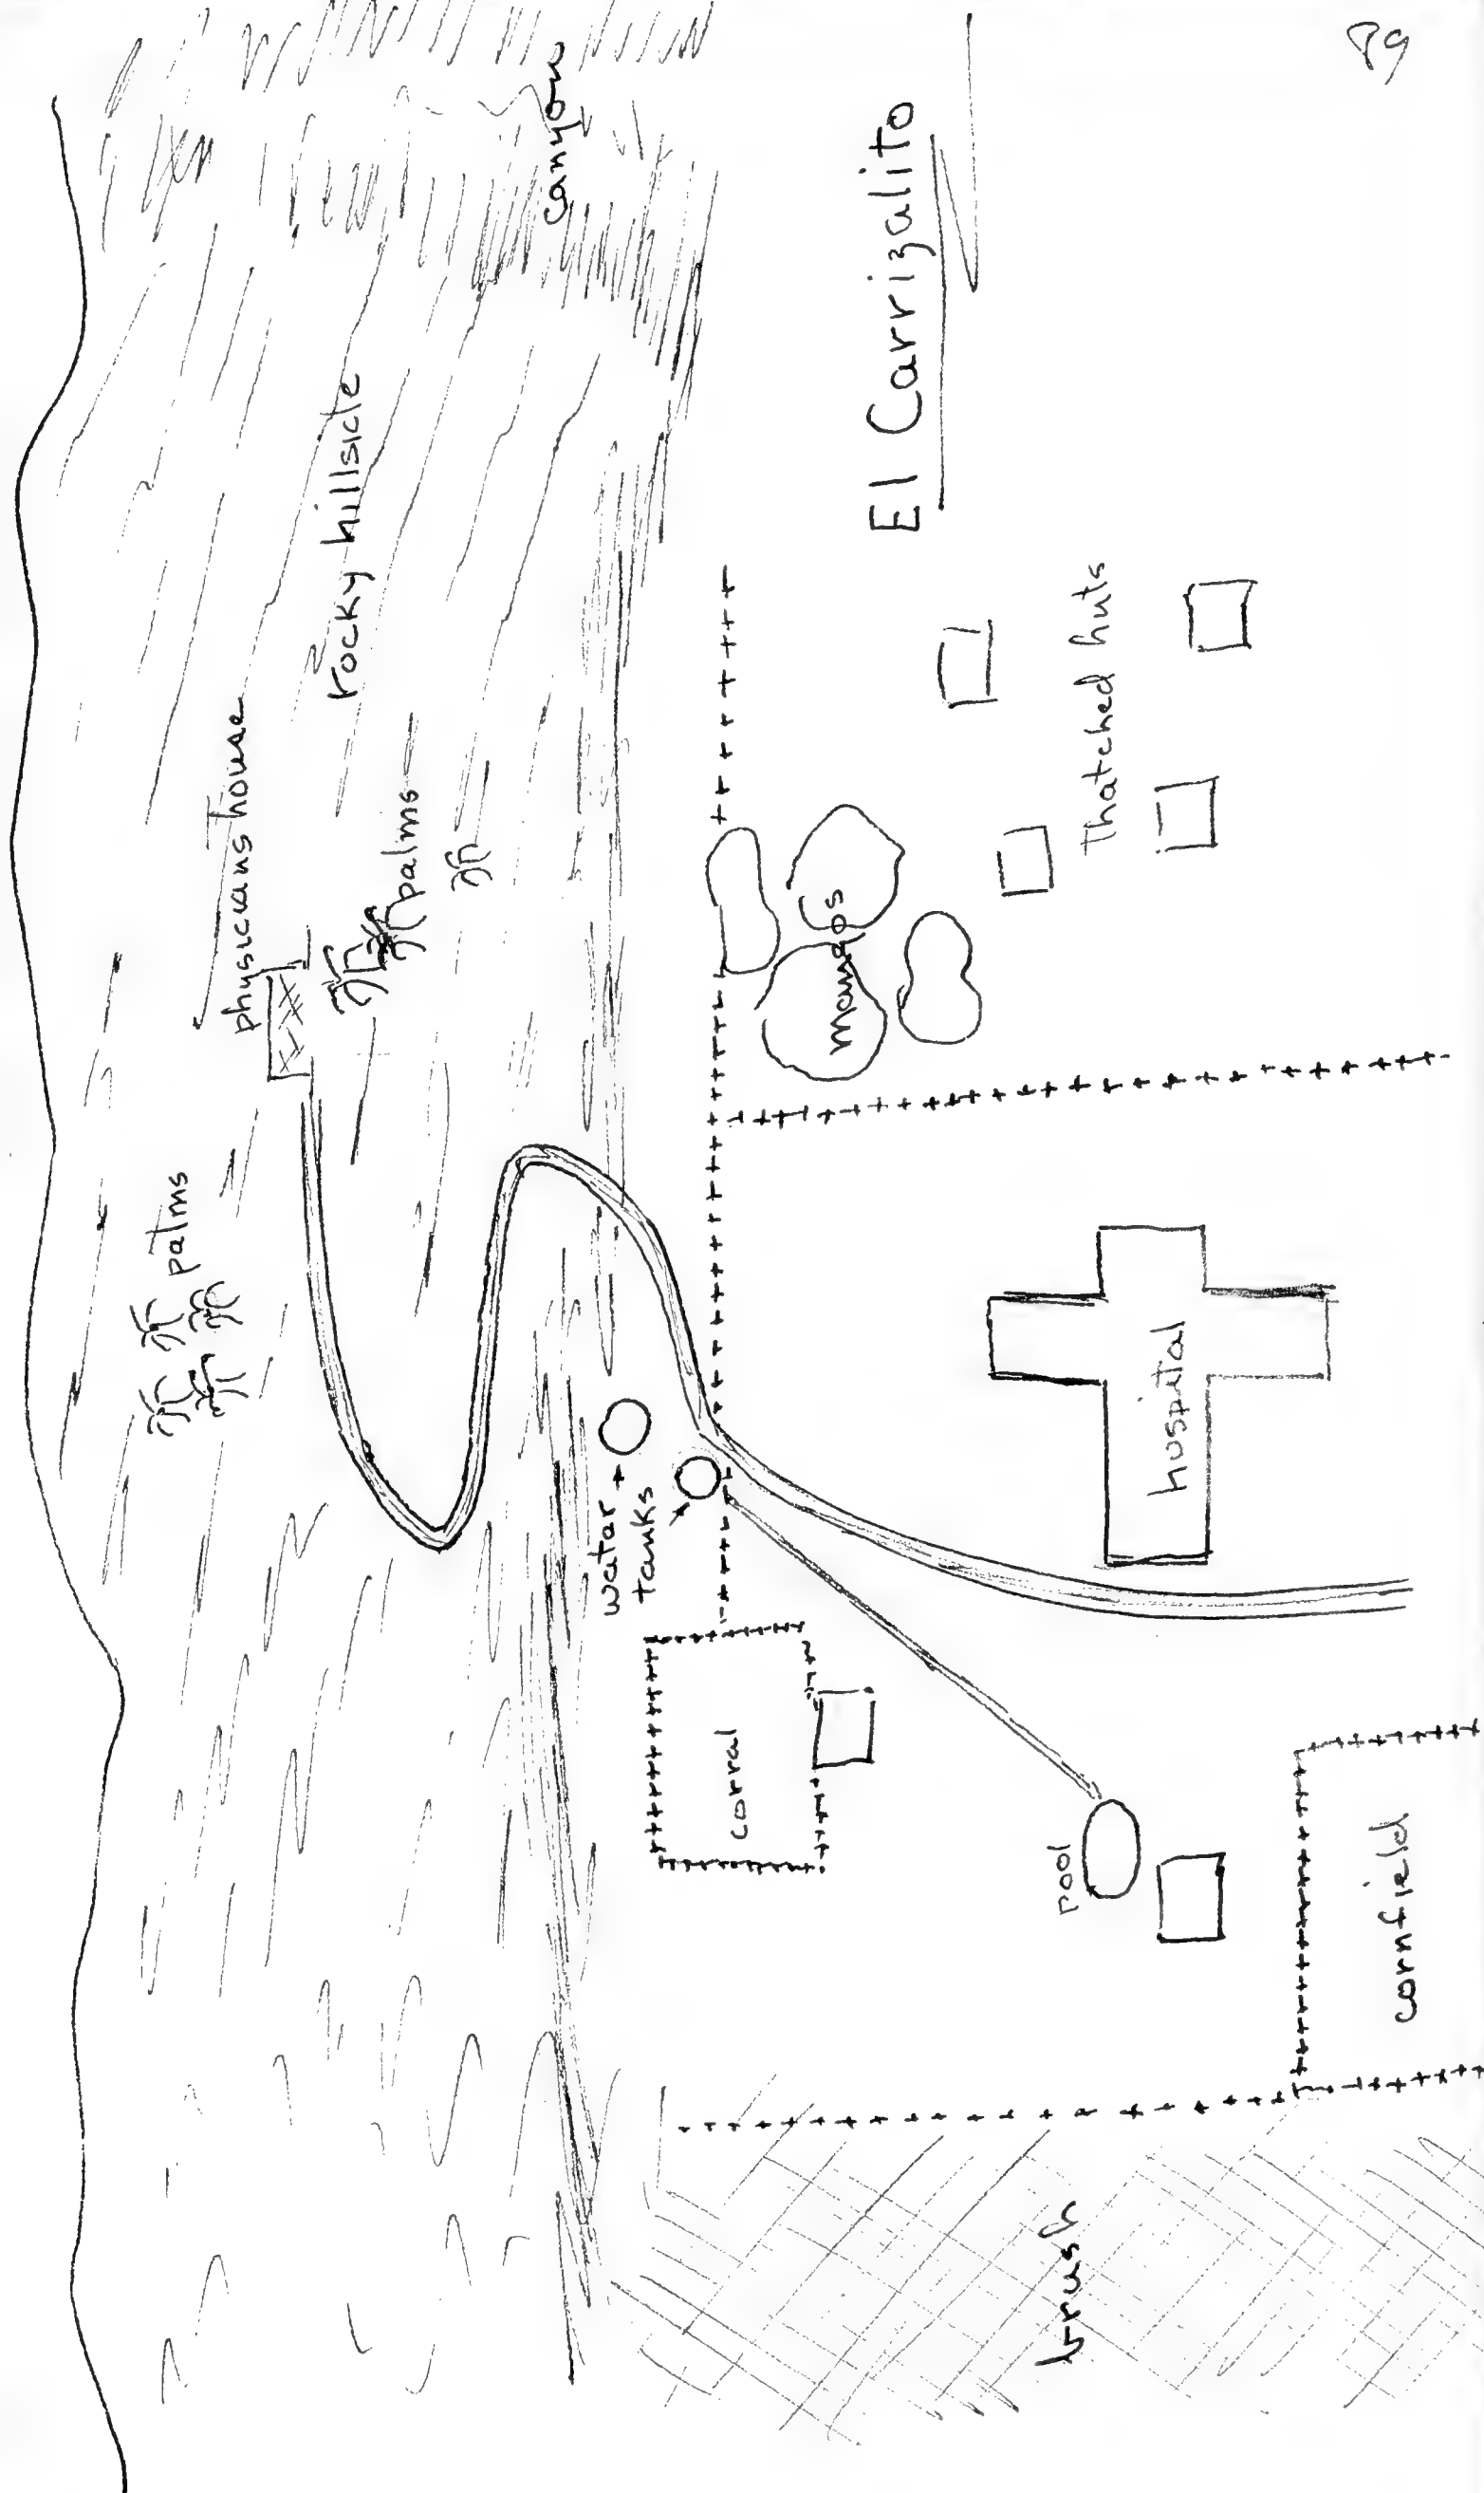 palms
physicians house
rocky hillside
palms
canyon
water
tanks
corral
mangos
El Carrizalito
pool
brush
Thatched huts
hospital
cornfield
89